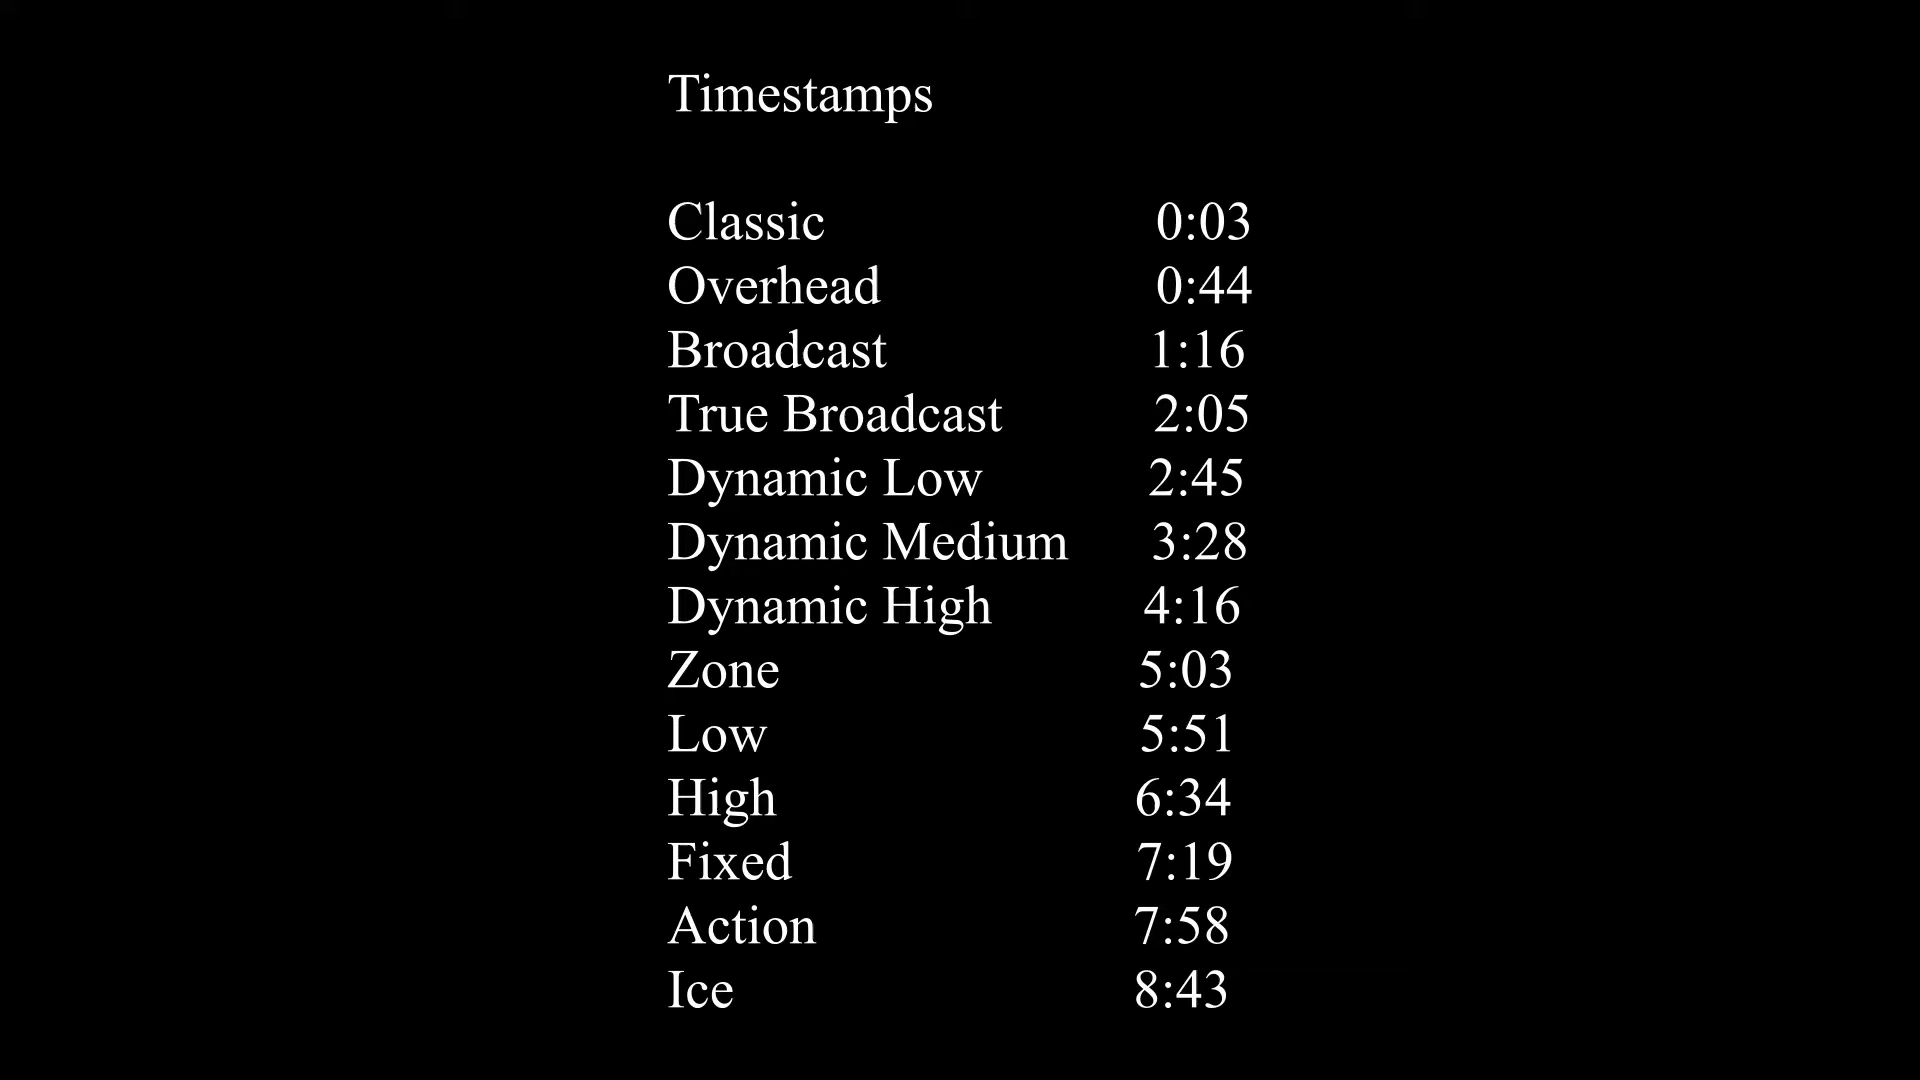 Timestamps
Classic 0:03
Overhead 0:44
Broadcast 1:16
True Broadcast 2:05
Dynamic Low 2:45
Dynamic Medium 3:28
Dynamic High 4:16
Zone 5:03
Low 5:51
High 6:34
Fixed 7:19
Action 7:58
Ice 8:43